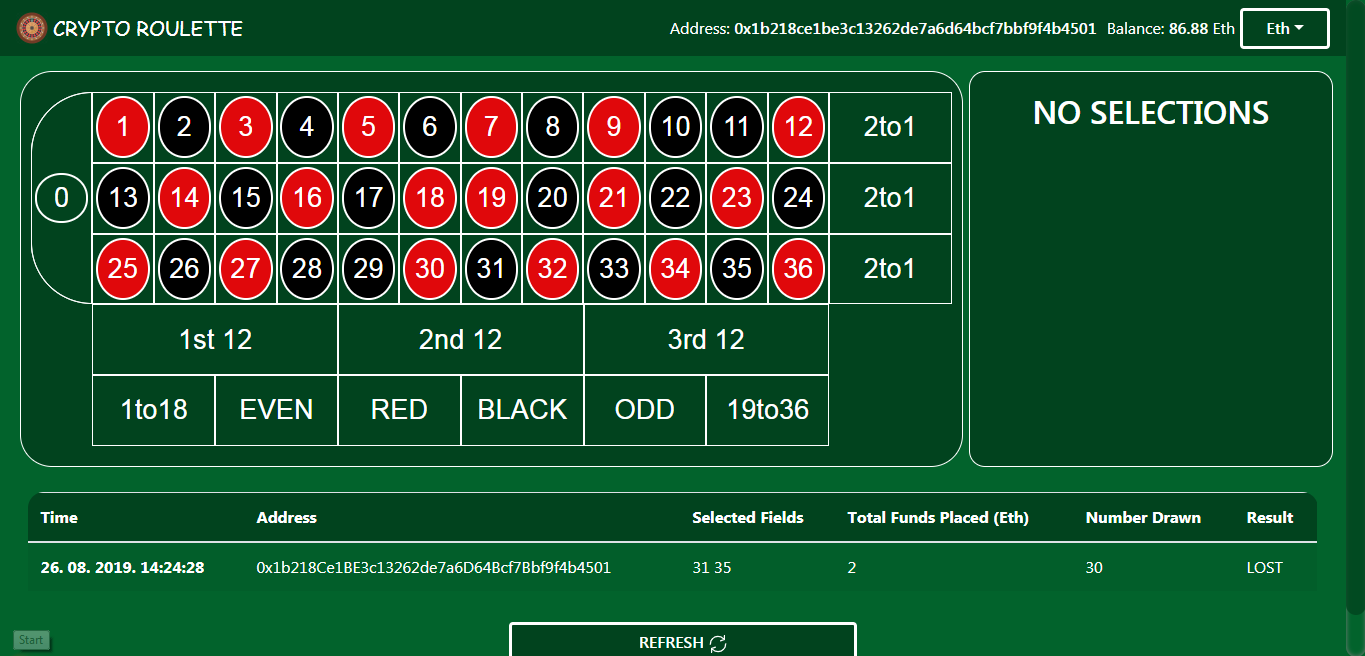 CRYPTO ROULETTE
Address: 0x1b218ce1be3c13262de7a6d64bcf7bbf9f4b4501 Balance: 86.88 Eth Eth
1 2 3 4 5 6 7 8 9 10 11 12 2to1
0 13 14 15 16 17 18 19 20 21 22 23 24 2to1
25 26 27 28 29 30 31 32 33 34 35 36 2to1
1st 12 2nd 12 3rd 12
1to18 EVEN RED BLACK ODD 19to36
NO SELECTIONS
Time Address Selected Fields Total Funds Placed (Eth) Number Drawn Result
26. 08. 2019. 14:24:28 0x1b218Ce1BE3c13262de7a6D64Bcf7Bbf9f4b4501 31 35 2 30 LOST
Start
REFRESH